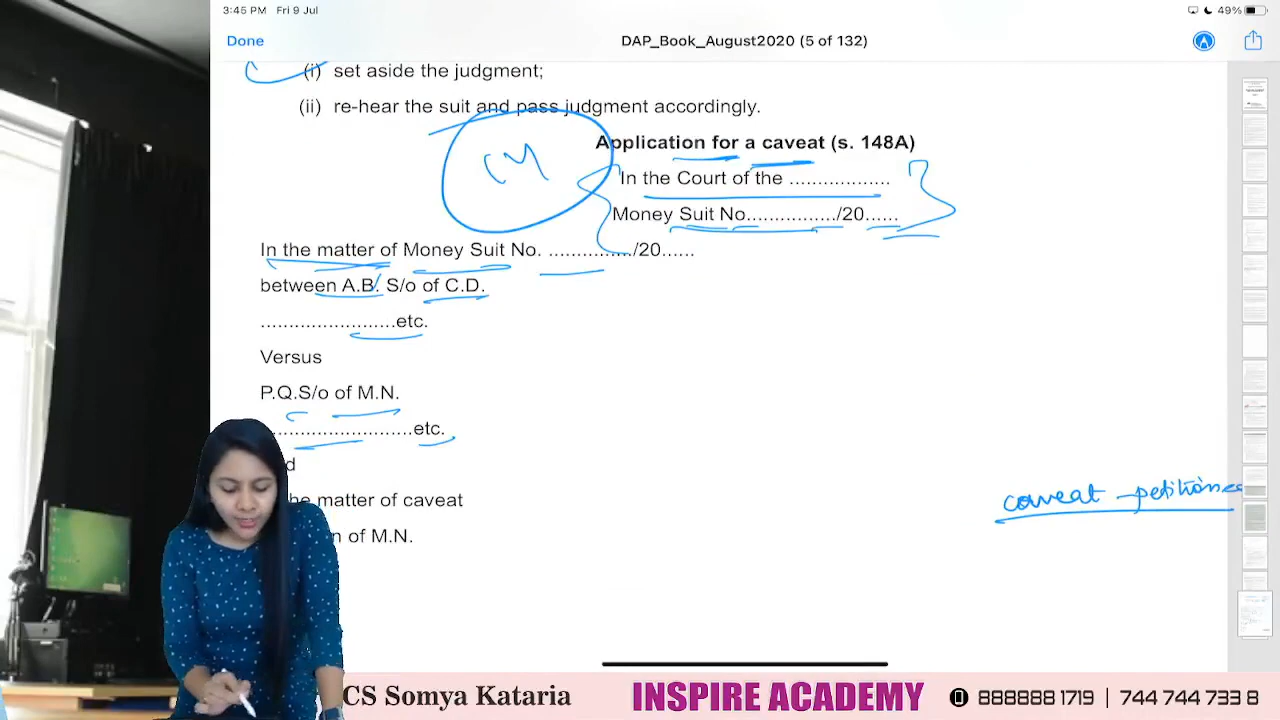 3:45 PM Fri 9 Jul
49%
Done
DAP_Book_August2020 (5 of 132)
(i) set aside the judgment;
(ii) re-hear the suit and pass judgment accordingly.
Application for a caveat (s. 148A)
In the Court of the ..................
Money Suit No................/20......
In the matter of Money Suit No. .............../20......
between A.B. S/o of C.D.
........................etc.
Versus
P.Q.S/o of M.N.
........................etc.
d
he matter of caveat
caveat - petitioner
n of M.N.
CS Somya Kataria
INSPIRE ACADEMY
888888 1719 | 744 744 733 8